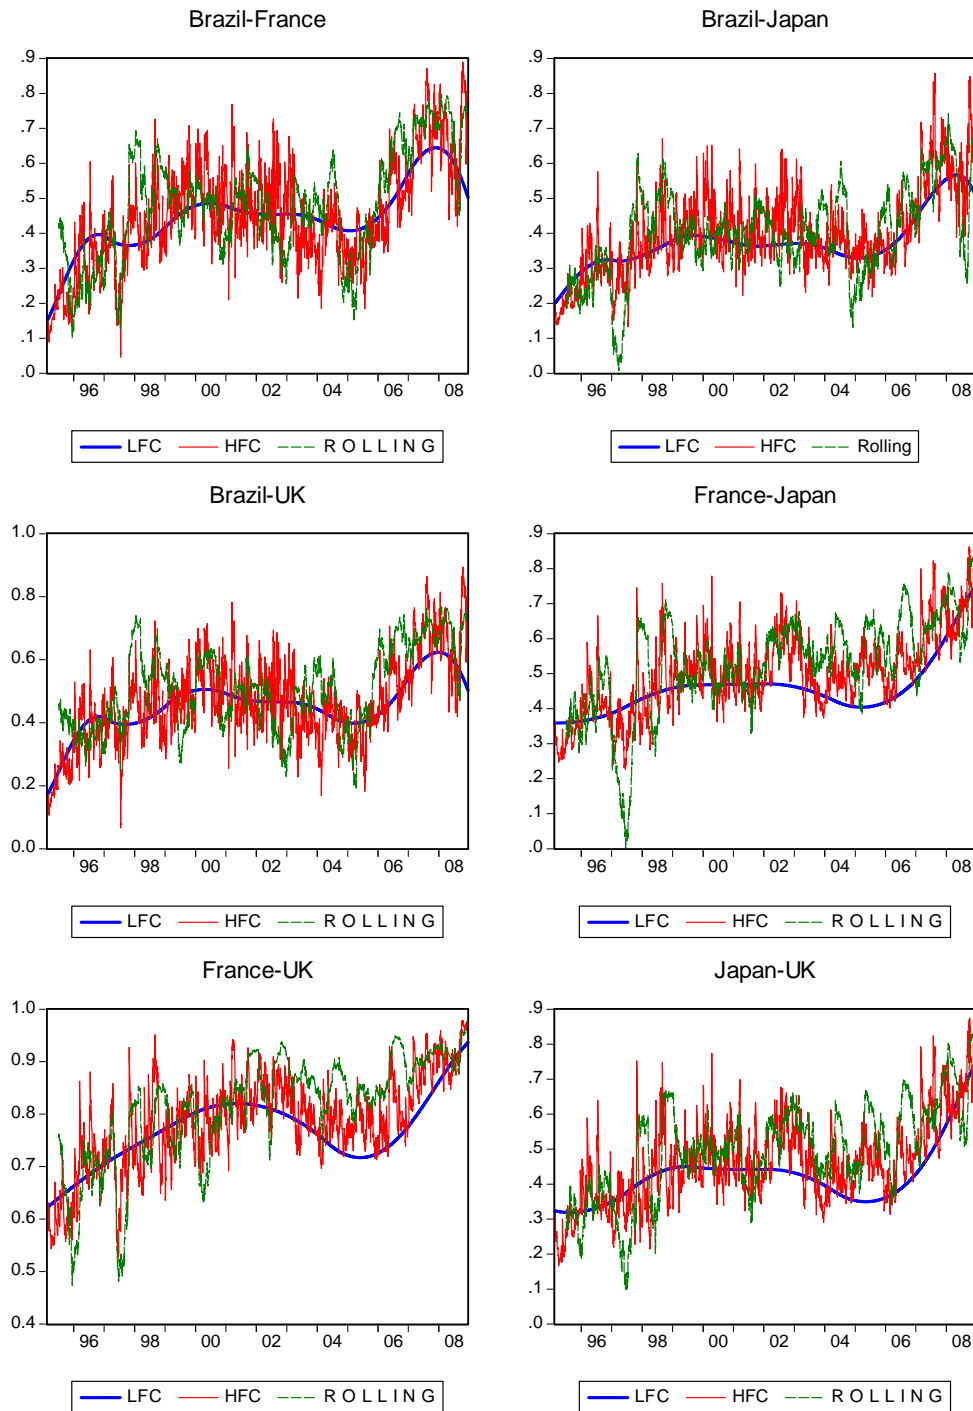 Brazil-France
.9
.8
.7
.6
.5
.4
.3
.2
.1
.0
96 98 00 02 04 06 08
LFC HFC R O L L I N G
Brazil-Japan
.9
.8
.7
.6
.5
.4
.3
.2
.1
.0
96 98 00 02 04 06 08
LFC HFC Rolling
Brazil-UK
1.0
0.8
0.6
0.4
0.2
0.0
96 98 00 02 04 06 08
LFC HFC R O L L I N G
France-Japan
.9
.8
.7
.6
.5
.4
.3
.2
.1
.0
96 98 00 02 04 06 08
LFC HFC R O L L I N G
France-UK
1.0
0.9
0.8
0.7
0.6
0.4
96 98 00 02 04 06 08
LFC HFC R O L L I N G
Japan-UK
.9
.8
.7
.6
.5
.4
.3
.2
.1
.0
96 98 00 02 04 06 08
LFC HFC R O L L I N G